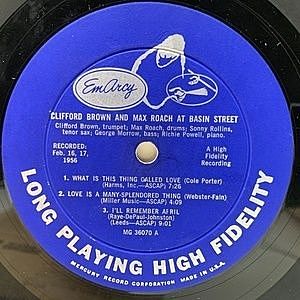 EmArcy
CLIFFORD BROWN AND MAX ROACH AT BASIN STREET
Clifford Brown, trumpet; Max Roach, drums; Sonny Rollins,
tenor sax; George Morrow, bass; Richie Powell, piano.
RECORDED:
Feb. 16, 17,
1956
A High
Fidelity
Recording
1. WHAT IS THIS THING CALLED LOVE (Cole Porter)
(Harms, Inc.—ASCAP) 7:26
2. LOVE IS A MANY-SPLENDORED THING (Webster-Fain)
(Miller Music—ASCAP) 4:09
3. I'LL REMEMBER APRIL
(Raye-DePaul-Johnston)
(Leeds—ASCAP) 9:01
MG 36070 A
LONG PLAYING HIGH FIDELITY
MERCURY RECORD CORPORATION MADE IN U.S.A.